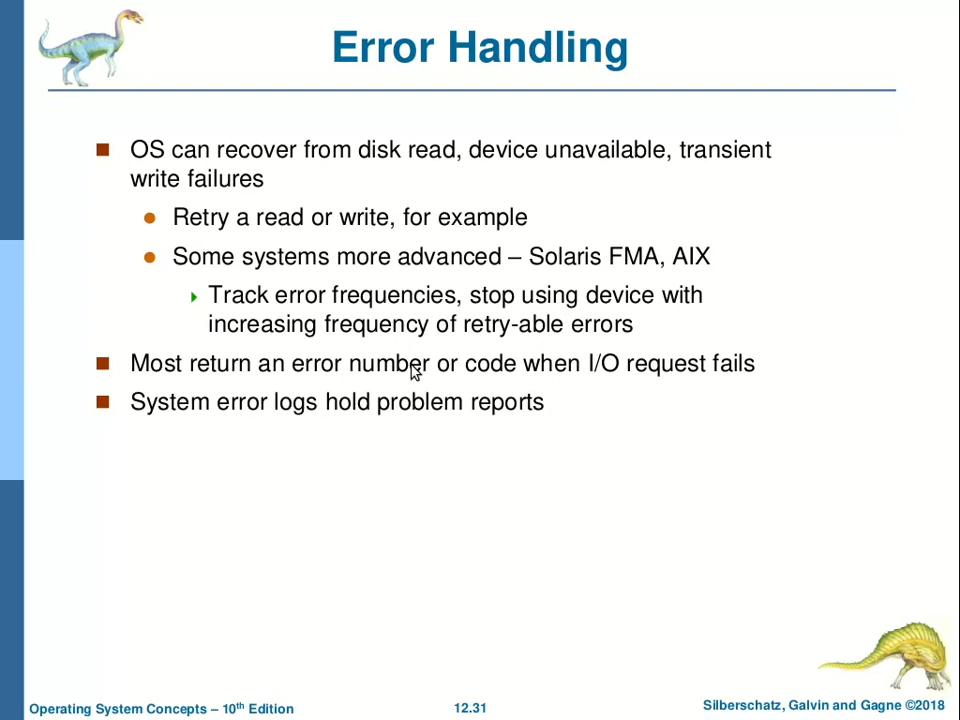 Error Handling
OS can recover from disk read, device unavailable, transient
write failures
Retry a read or write, for example
Some systems more advanced – Solaris FMA, AIX
Track error frequencies, stop using device with
increasing frequency of retry-able errors
Most return an error number or code when I/O request fails
System error logs hold problem reports
Operating System Concepts – 10th Edition
12.31
Silberschatz, Galvin and Gagne ©2018